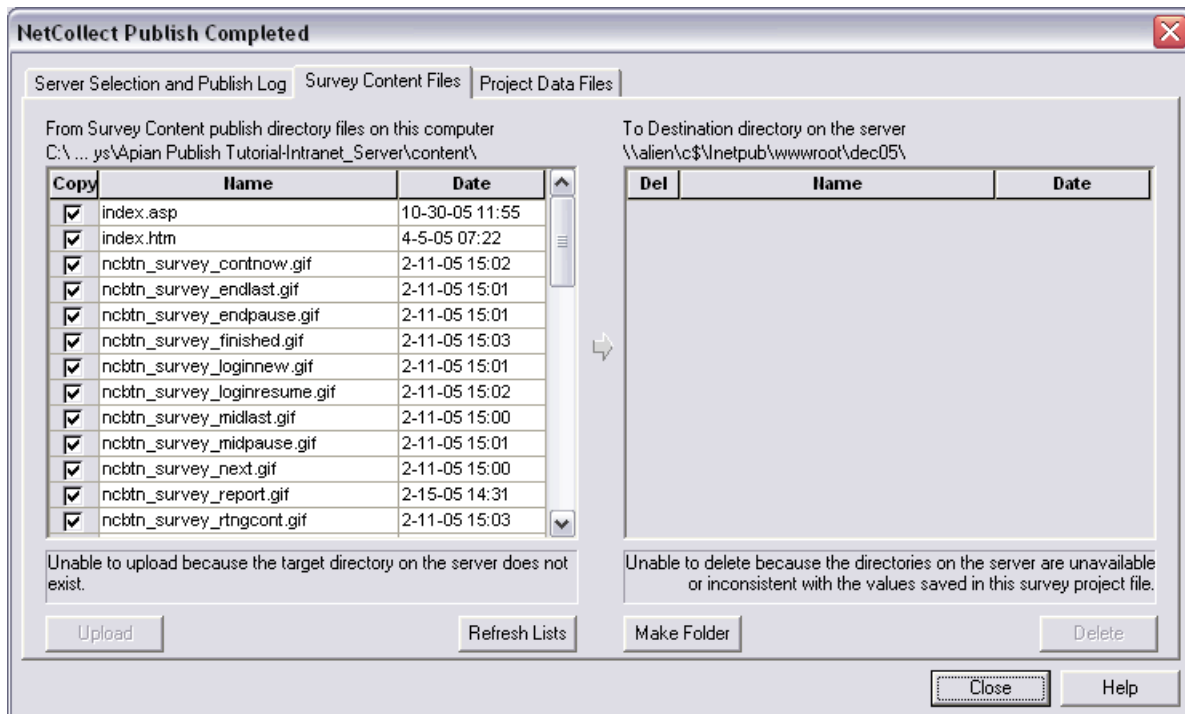 NetCollect Publish Completed
Server Selection and Publish Log
Survey Content Files
Project Data Files
From Survey Content publish directory files on this computer
C:\ ... ys\Apian Publish Tutorial-Intranet_Server\content\
Copy Name Date
index.asp 10-30-05 11:55
index.htm 4-5-05 07:22
ncbtn_survey_contnow.gif 2-11-05 15:02
ncbtn_survey_endlast.gif 2-11-05 15:01
ncbtn_survey_endpause.gif 2-11-05 15:01
ncbtn_survey_finished.gif 2-11-05 15:03
ncbtn_survey_loginnew.gif 2-11-05 15:01
ncbtn_survey_loginresume.gif 2-11-05 15:02
ncbtn_survey_midlast.gif 2-11-05 15:00
ncbtn_survey_midpause.gif 2-11-05 15:01
ncbtn_survey_next.gif 2-11-05 15:00
ncbtn_survey_report.gif 2-15-05 14:31
ncbtn_survey_rtngcont.gif 2-11-05 15:03
Unable to upload because the target directory on the server does not
exist.
Upload
Refresh Lists
To Destination directory on the server
\\alien\c$\Inetpub\wwwroot\dec05\
Del Name Date
Unable to delete because the directories on the server are unavailable
or inconsistent with the values saved in this survey project file.
Make Folder
Delete
Close
Help